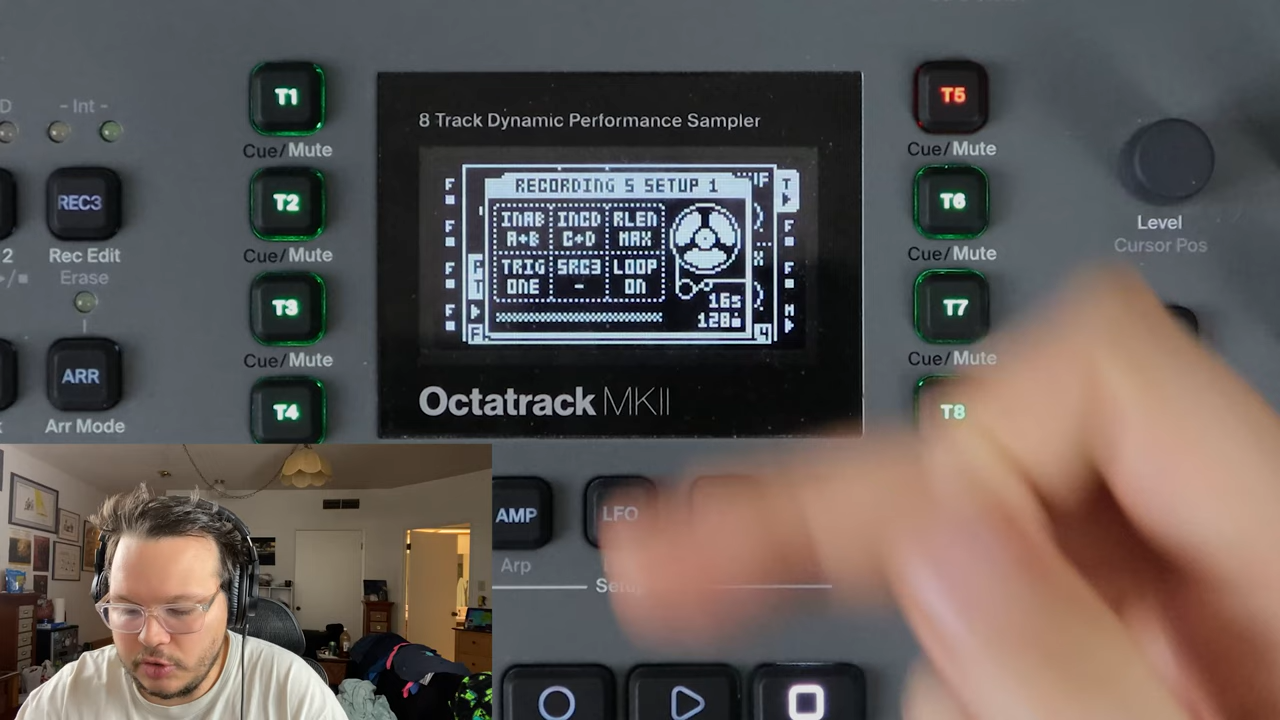 D
- Int -
T1
Cue/Mute
8 Track Dynamic Performance Sampler
T5
Cue/Mute
REC3
2
Rec Edit
Erase
T2
Cue/Mute
RECORDING 5 SETUP 1
INAB INCD RLEN
A+B C+D MAX
TRIG SRC3 LOOP
ONE - ON
16s
128
F
F
F
F
T
F
F
M
T6
Cue/Mute
Level
Cursor Pos
T3
Cue/Mute
T7
Cue/Mute
ARR
Arr Mode
T4
Octatrack MKII
T8
AMP
Arp
LFO